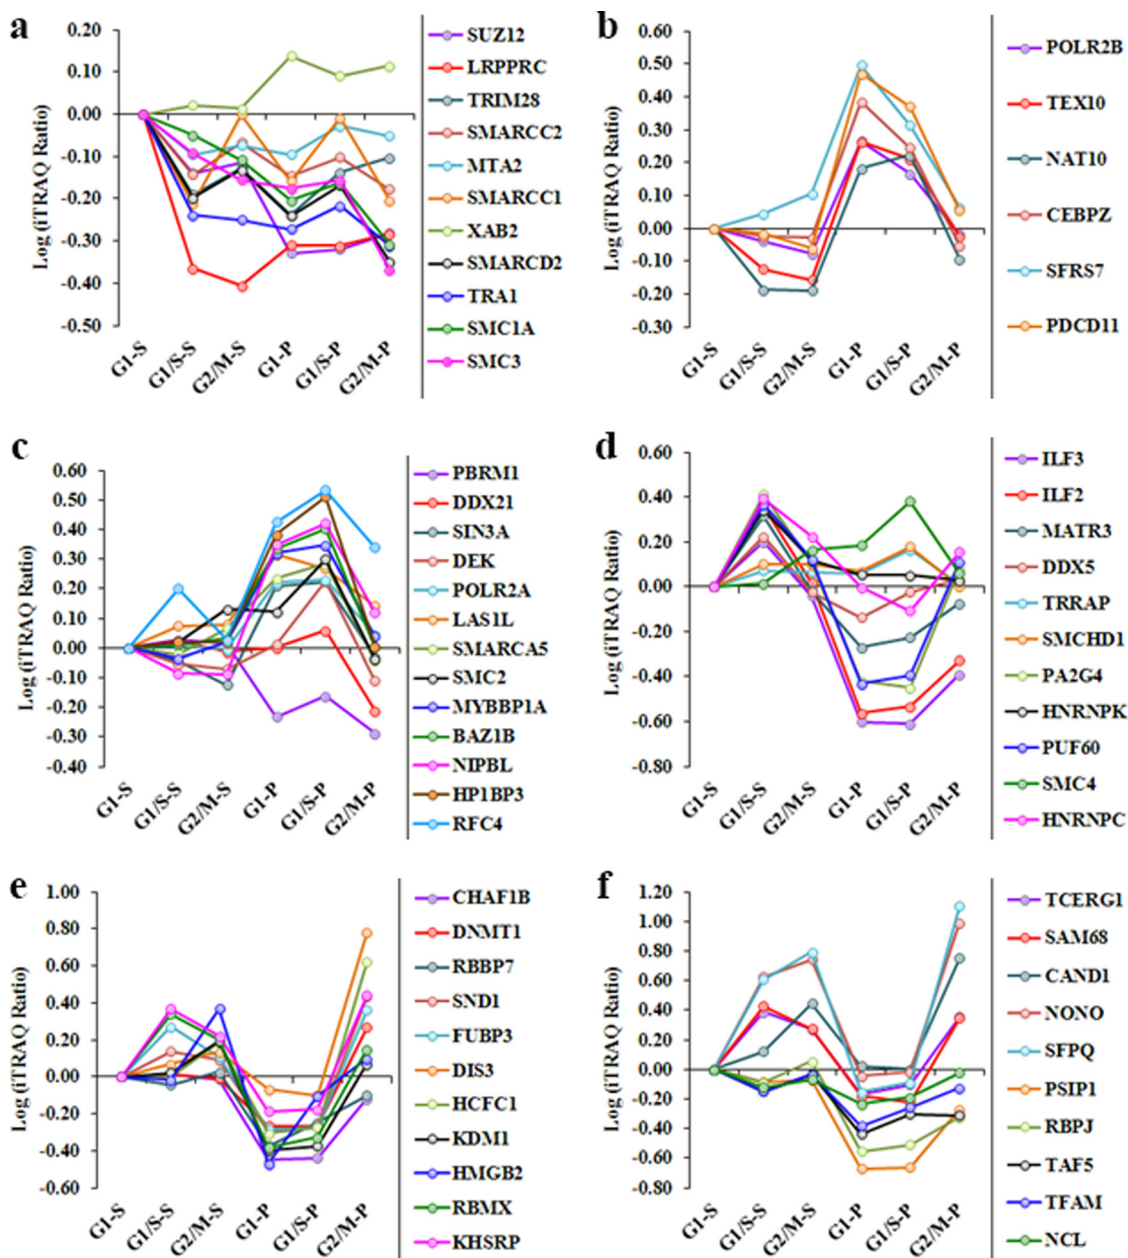 a
Log (iTRAQ Ratio)
0.20
0.10
0.00
-0.10
-0.20
-0.30
-0.40
-0.50
G1-S
G1/S-S
G2/M-S
G1-P
G1/S-P
G2/M-P
SUZ12
LRPPRC
TRIM28
SMARCC2
MTA2
SMARCC1
XAB2
SMARCD2
TRA1
SMC1A
SMC3
b
Log (iTRAQ Ratio)
0.60
0.50
0.40
0.30
0.20
0.10
0.00
-0.10
-0.20
-0.30
G1-S
G1/S-S
G2/M-S
G1-P
G1/S-P
G2/M-P
POLR2B
TEX10
NAT10
CEBPZ
SFRS7
PDCD11
c
Log (iTRAQ Ratio)
0.60
0.50
0.40
0.30
0.20
0.10
0.00
-0.10
-0.20
-0.30
-0.40
G1-S
G1/S-S
G2/M-S
G1-P
G1/S-P
G2/M-P
PBRM1
DDX21
SIN3A
DEK
POLR2A
LAS1L
SMARCA5
SMC2
MYBBP1A
BAZ1B
NIPBL
HP1BP3
RFC4
d
Log (iTRAQ Ratio)
0.60
0.40
0.20
0.00
-0.20
-0.40
-0.60
-0.80
G1-S
G1/S-S
G2/M-S
G1-P
G1/S-P
G2/M-P
ILF3
ILF2
MATR3
DDX5
TRRAP
SMCHD1
PA2G4
HNRNPK
PUF60
SMC4
HNRNPC
e
Log (iTRAQ Ratio)
1.00
0.80
0.60
0.40
0.20
0.00
-0.20
-0.40
-0.60
G1-S
G1/S-S
G2/M-S
G1-P
G1/S-P
G2/M-P
CHAF1B
DNMT1
RBBP7
SND1
FUBP3
DIS3
HCFC1
KDM1
HMGB2
RBMX
KHSRP
f
Log (iTRAQ Ratio)
1.20
1.00
0.80
0.60
0.40
0.20
0.00
-0.20
-0.40
-0.60
-0.80
G1-S
G1/S-S
G2/M-S
G1-P
G1/S-P
G2/M-P
TCERG1
SAM68
CAND1
NONO
SFPQ
PSIP1
RBPJ
TAF5
TFAM
NCL